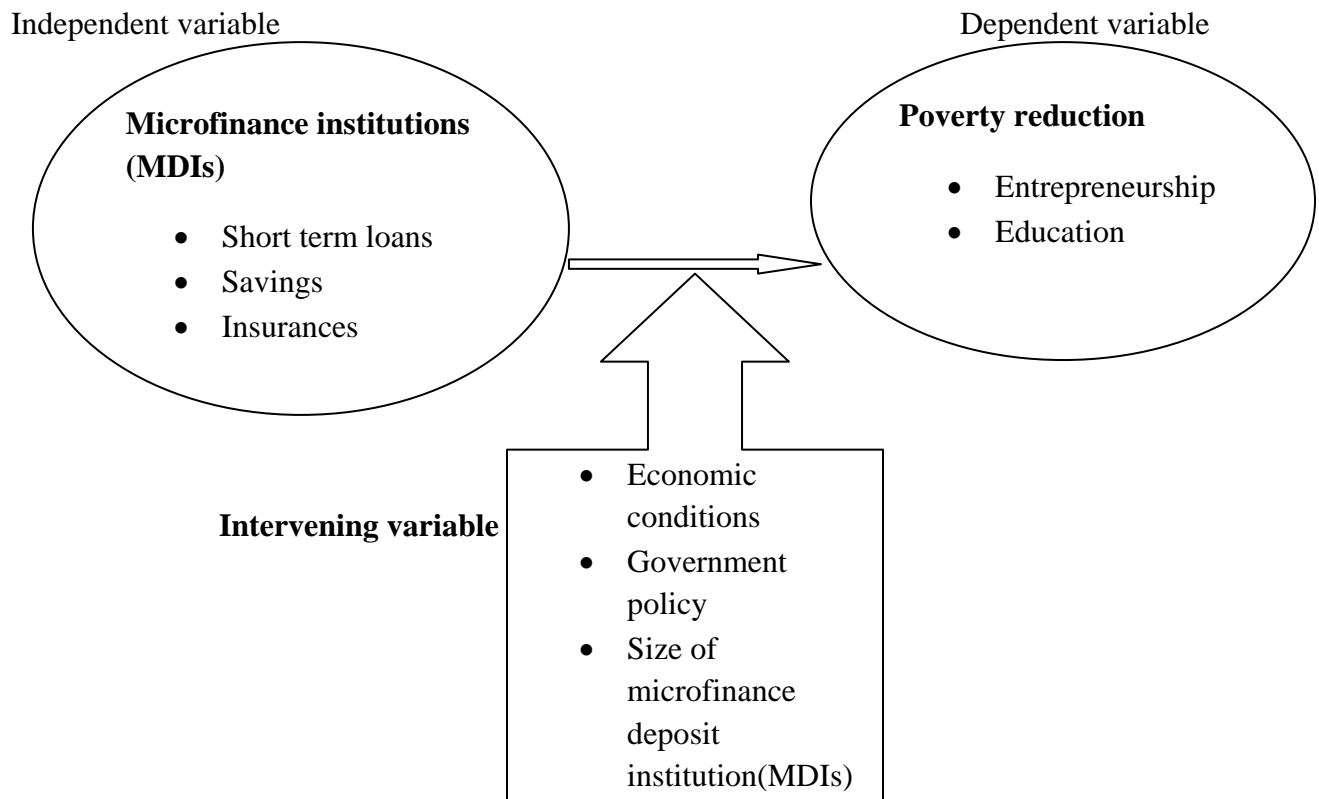 Independent variable
Dependent variable
Microfinance institutions
(MDIs)
• Short term loans
• Savings
• Insurances
Poverty reduction
• Entrepreneurship
• Education
Intervening variable
• Economic
conditions
• Government
policy
• Size of
microfinance
deposit
institution(MDIs)